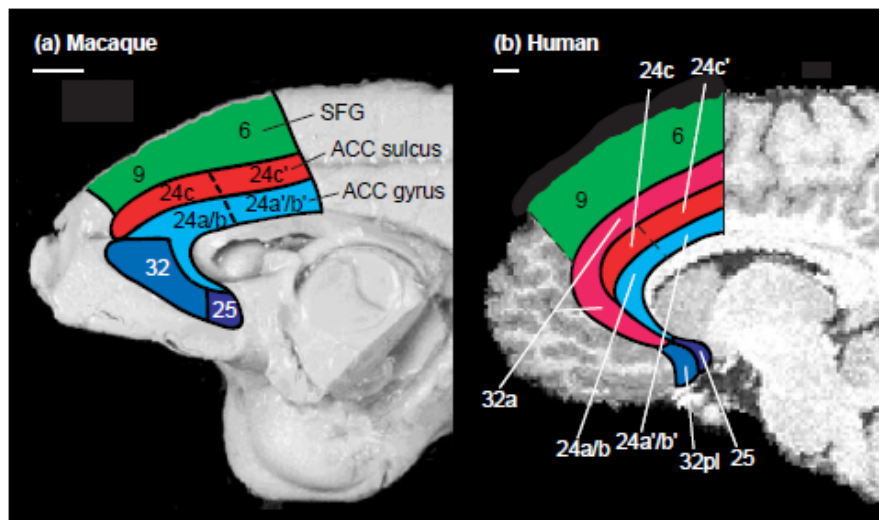 (a) Macaque
SFG
6
9
ACC sulcus
24c
24c'
ACC gyrus
24a/b
24a'/b'
32
25
(b) Human
24c
24c'
6
9
32a
24a/b
24a'/b'
32pl
25